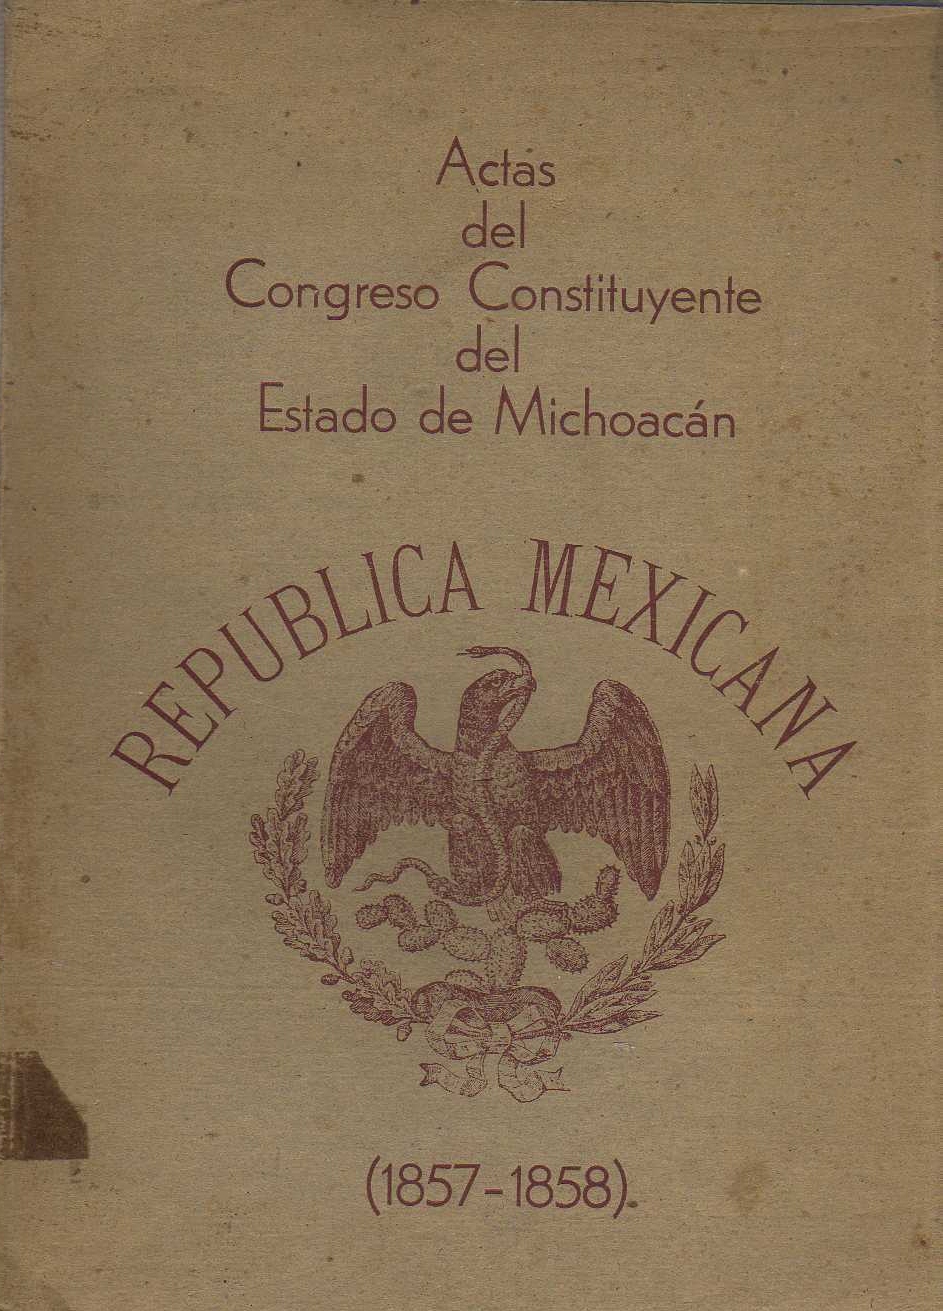 Actas
del
Congreso Constituyente
del
Estado de Michoacán
REPUBLICA MEXICANA
(1857-1858).